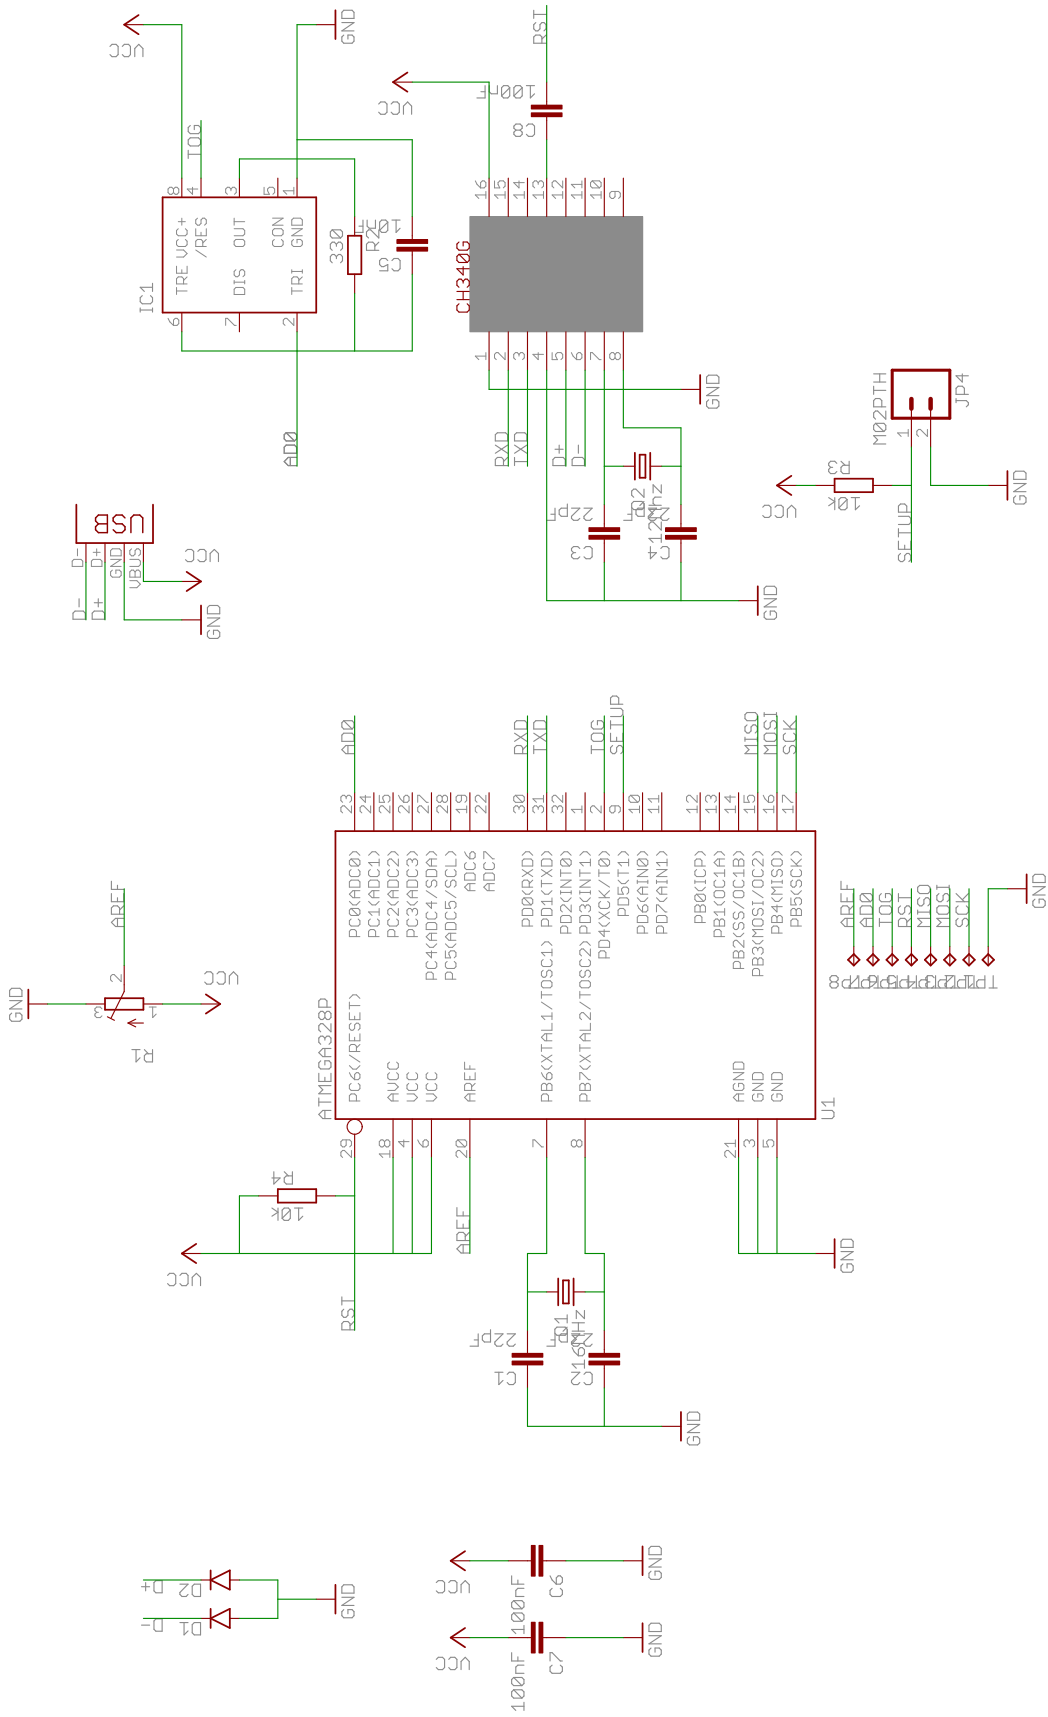 VCC
GND
RST
VCC
100nF
C8
TOG
8
4
3
5
1
16
15
14
13
12
11
10
9
VCC+
/RES
OUT
CON
GND
TRE
DIS
TRI
IC1
6
7
2
330
R2
10nF
C5
AD0
CH340G
1
2
3
4
5
6
7
8
GND
RXD
TXD
D+
D-
Q2
12MHz
22pF
C3
22pF
C4
GND
M02PTH
JP4
1
2
R3
10k
VCC
GND
SETUP
USB
D-
D+
GND
VBUS
VCC
D-
D+
GND
AD0
RXD
TXD
TOG
SETUP
MISO
MOSI
SCK
23
24
25
26
27
28
19
22
30
31
32
1
2
9
10
11
12
13
14
15
16
17
PC0(ADC0)
PC1(ADC1)
PC2(ADC2)
PC3(ADC3)
PC4(ADC4/SDA)
PC5(ADC5/SCL)
ADC6
ADC7
PD0(RXD)
PD1(TXD)
PD2(INT0)
PD3(INT1)
PD4(XCK/T0)
PD5(T1)
PD6(AIN0)
PD7(AIN1)
PB0(ICP)
PB1(OC1A)
PB2(SS/OC1B)
PB3(MOSI/OC2)
PB4(MISO)
PB5(SCK)
PC6(/RESET)
AVCC
VCC
VCC
AREF
PB6(XTAL1/TOSC1)
PB7(XTAL2/TOSC2)
AGND
GND
GND
ATMEGA328P
U1
29
18
4
6
20
7
8
21
3
5
AREF
2
GND
3
1
VCC
R1
AREF
AD0
TOG
RST
MISO
MOSI
SCK
GND
TP1
R4
10k
VCC
RST
AREF
Q1
16MHz
22pF
C1
C2
GND
GND
D+
D2
D-
D1
GND
VCC
100nF
C6
GND
VCC
100nF
C7
GND